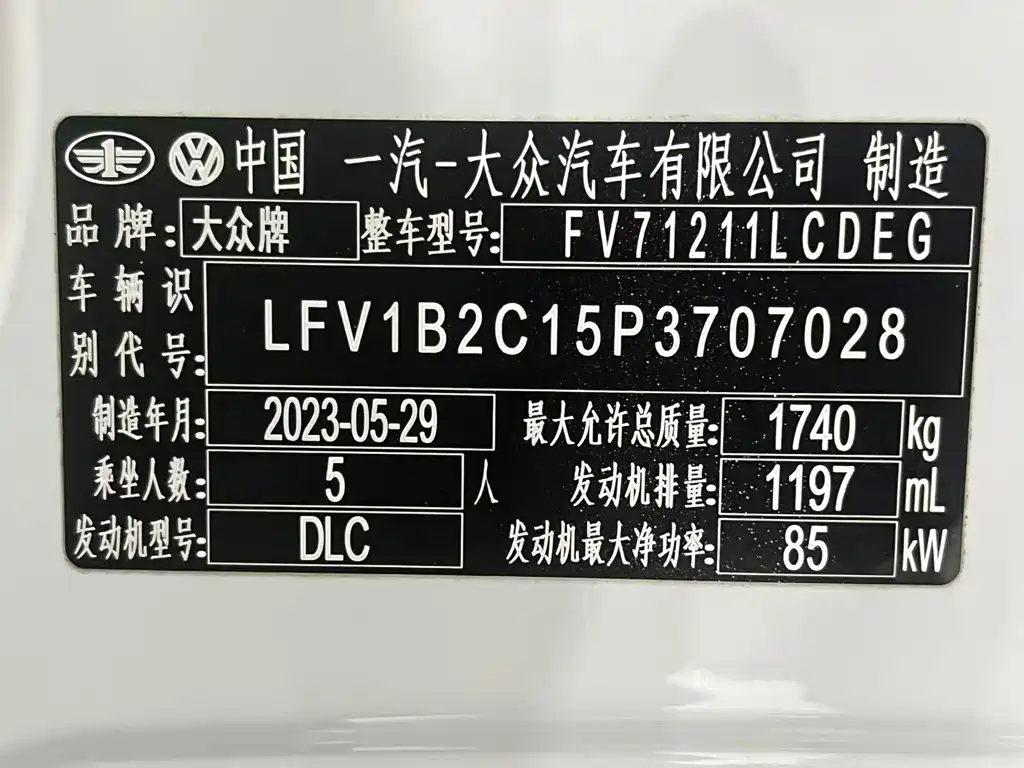 中国 一汽-大众汽车有限公司 制造
品牌: 大众牌 整车型号: FV71211LCDEG
车辆识别代号: LFV1B2C15P3707028
制造年月: 2023-05-29 最大允许总质量: 1740 kg
乘坐人数: 5 人 发动机排量: 1197 mL
发动机型号: DLC 发动机最大净功率: 85 kW